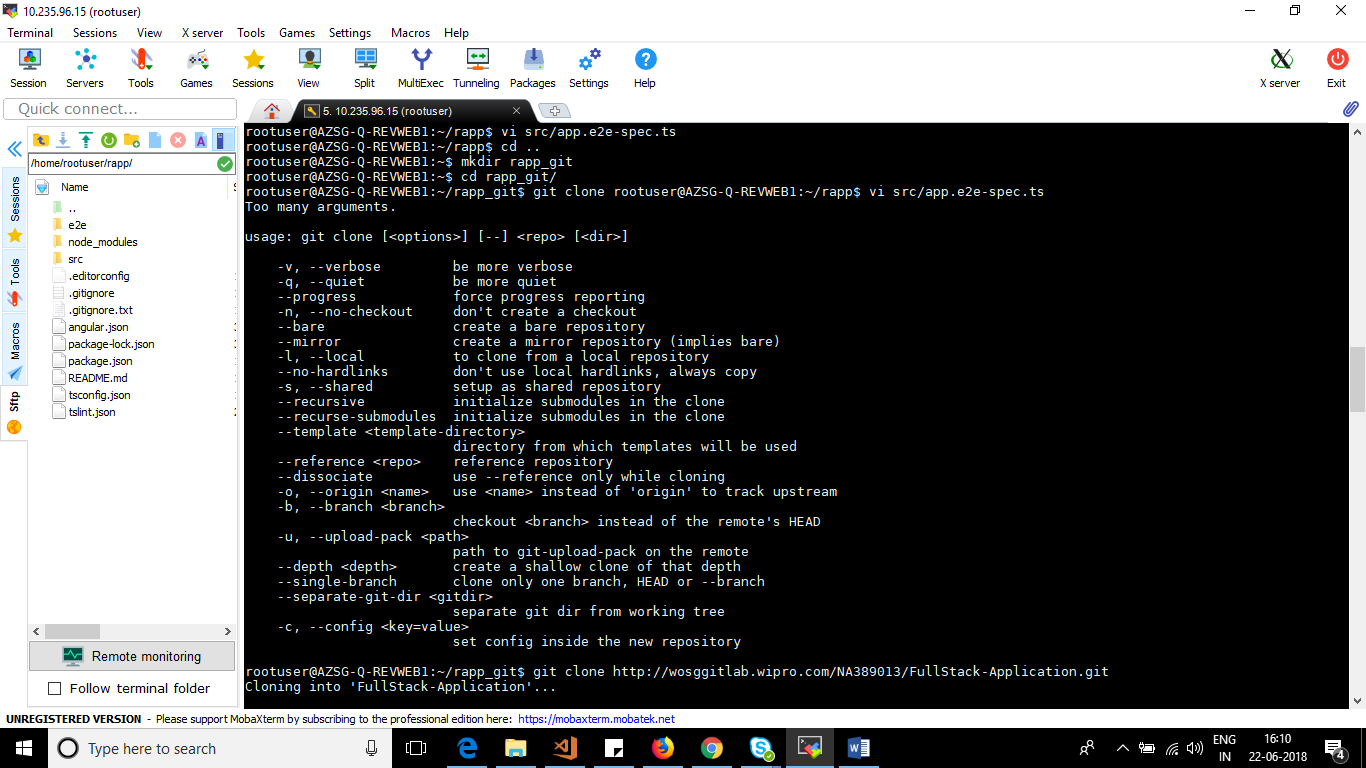 10.235.96.15 (rootuser)
Terminal Sessions View X server Tools Games Settings Macros Help
Session Servers Tools Games Sessions View Split MultiExec Tunneling Packages Settings Help X server Exit
Quick connect...
5. 10.235.96.15 (rootuser)
/home/rootuser/rapp/
Name
..
e2e
node_modules
src
.editorconfig
.gitignore
.gitignore.txt
angular.json
package-lock.json
package.json
README.md
tsconfig.json
tslint.json
Sessions
Tools
Macros
Sftp
Remote monitoring
Follow terminal folder
rootuser@AZSG-Q-REVWEB1:~/rapp$ vi src/app.e2e-spec.ts
rootuser@AZSG-Q-REVWEB1:~/rapp$ cd ..
rootuser@AZSG-Q-REVWEB1:~$ mkdir rapp_git
rootuser@AZSG-Q-REVWEB1:~$ cd rapp_git/
rootuser@AZSG-Q-REVWEB1:~/rapp_git$ git clone rootuser@AZSG-Q-REVWEB1:~/rapp$ vi src/app.e2e-spec.ts
Too many arguments.
usage: git clone [<options>] [--] <repo> [<dir>]
-v, --verbose be more verbose
-q, --quiet be more quiet
--progress force progress reporting
-n, --no-checkout don't create a checkout
--bare create a bare repository
--mirror create a mirror repository (implies bare)
-l, --local to clone from a local repository
--no-hardlinks don't use local hardlinks, always copy
-s, --shared setup as shared repository
--recursive initialize submodules in the clone
--recurse-submodules initialize submodules in the clone
--template <template-directory>
directory from which templates will be used
--reference <repo> reference repository
--dissociate use --reference only while cloning
-o, --origin <name> use <name> instead of 'origin' to track upstream
-b, --branch <branch>
checkout <branch> instead of the remote's HEAD
-u, --upload-pack <path>
path to git-upload-pack on the remote
--depth <depth> create a shallow clone of that depth
--single-branch clone only one branch, HEAD or --branch
--separate-git-dir <gitdir>
separate git dir from working tree
-c, --config <key=value>
set config inside the new repository
rootuser@AZSG-Q-REVWEB1:~/rapp_git$ git clone http://wosggitlab.wipro.com/NA389013/FullStack-Application.git
Cloning into 'FullStack-Application'...
UNREGISTERED VERSION - Please support MobaXterm by subscribing to the professional edition here: https://mobaxterm.mobatek.net
Type here to search
ENG
IN
16:10
22-06-2018
4